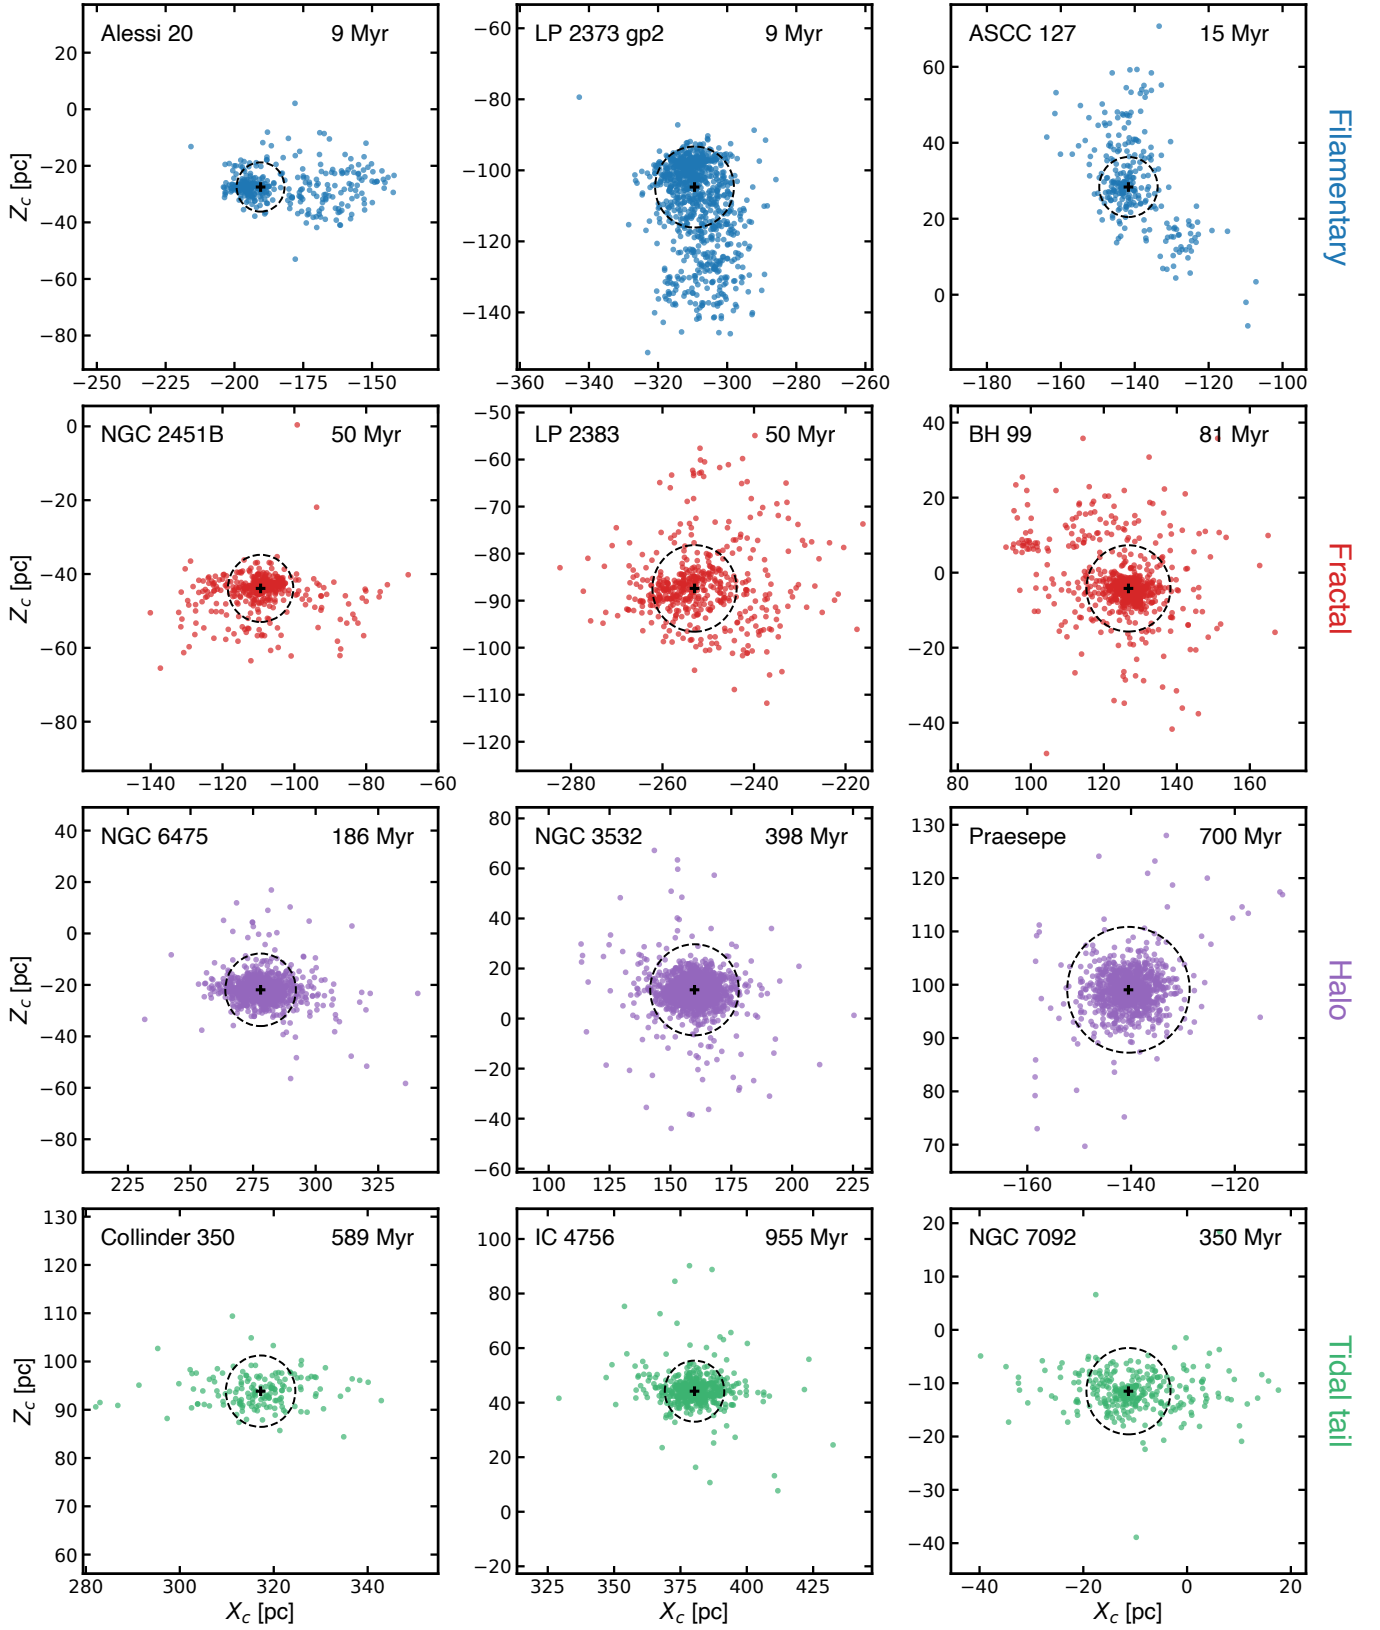 Alessi 20 9 Myr
LP 2373 gp2 9 Myr
ASCC 127 15 Myr
Filamentary
Z_c [pc]
20
0
−20
−40
−60
−80
−250 −225 −200 −175 −150
−60
−80
−100
−120
−140
−360 −340 −320 −300 −280 −260
60
40
20
0
−180 −160 −140 −120 −100
NGC 2451B 50 Myr
LP 2383 50 Myr
BH 99 81 Myr
Fractal
Z_c [pc]
0
−20
−40
−60
−80
−140 −120 −100 −80 −60
−50
−60
−70
−80
−90
−100
−110
−120
−280 −260 −240 −220
40
20
0
−20
−40
80 100 120 140 160
NGC 6475 186 Myr
NGC 3532 398 Myr
Praesepe 700 Myr
Halo
Z_c [pc]
40
20
0
−20
−40
−60
−80
225 250 275 300 325
80
60
40
20
0
−20
−40
−60
100 125 150 175 200 225
130
120
110
100
90
80
70
−160 −140 −120
Collinder 350 589 Myr
IC 4756 955 Myr
NGC 7092 350 Myr
Tidal tail
Z_c [pc]
130
120
110
100
90
80
70
60
280 300 320 340
X_c [pc]
100
80
60
40
20
0
−20
325 350 375 400 425
X_c [pc]
20
10
0
−10
−20
−30
−40
−40 −20 0 20
X_c [pc]